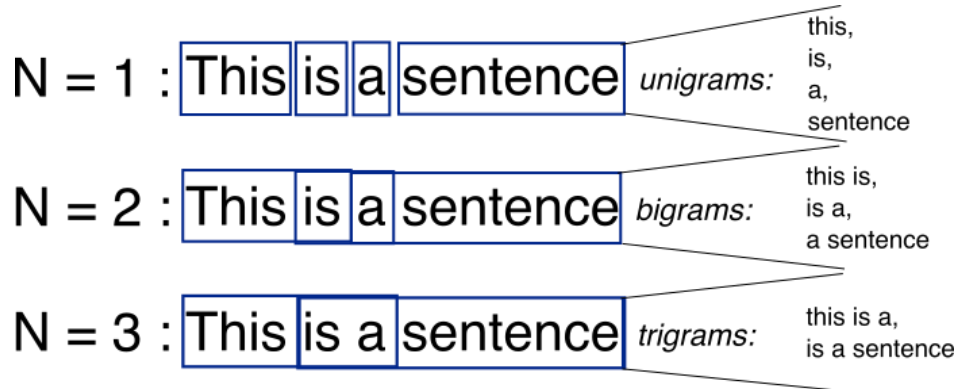 N = 1 : This is a sentence unigrams:
this,
is,
a,
sentence
N = 2 : This is a sentence bigrams:
this is,
is a,
a sentence
N = 3 : This is a sentence trigrams:
this is a,
is a sentence